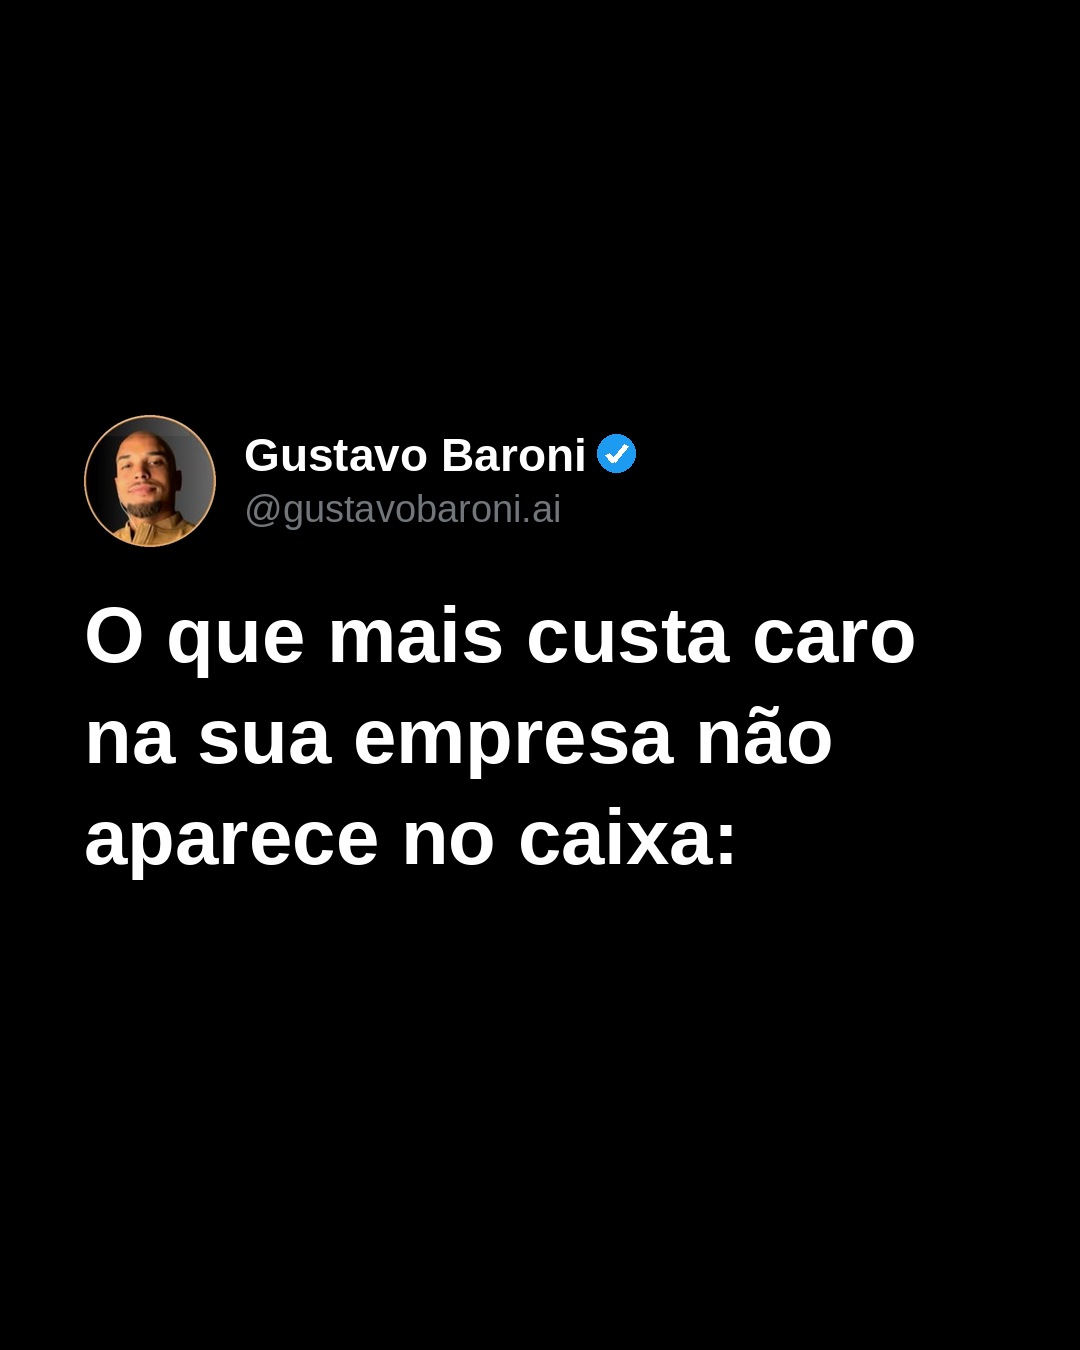 Gustavo Baroni
@gustavobaroni.ai
O que mais custa caro
na sua empresa não
aparece no caixa: